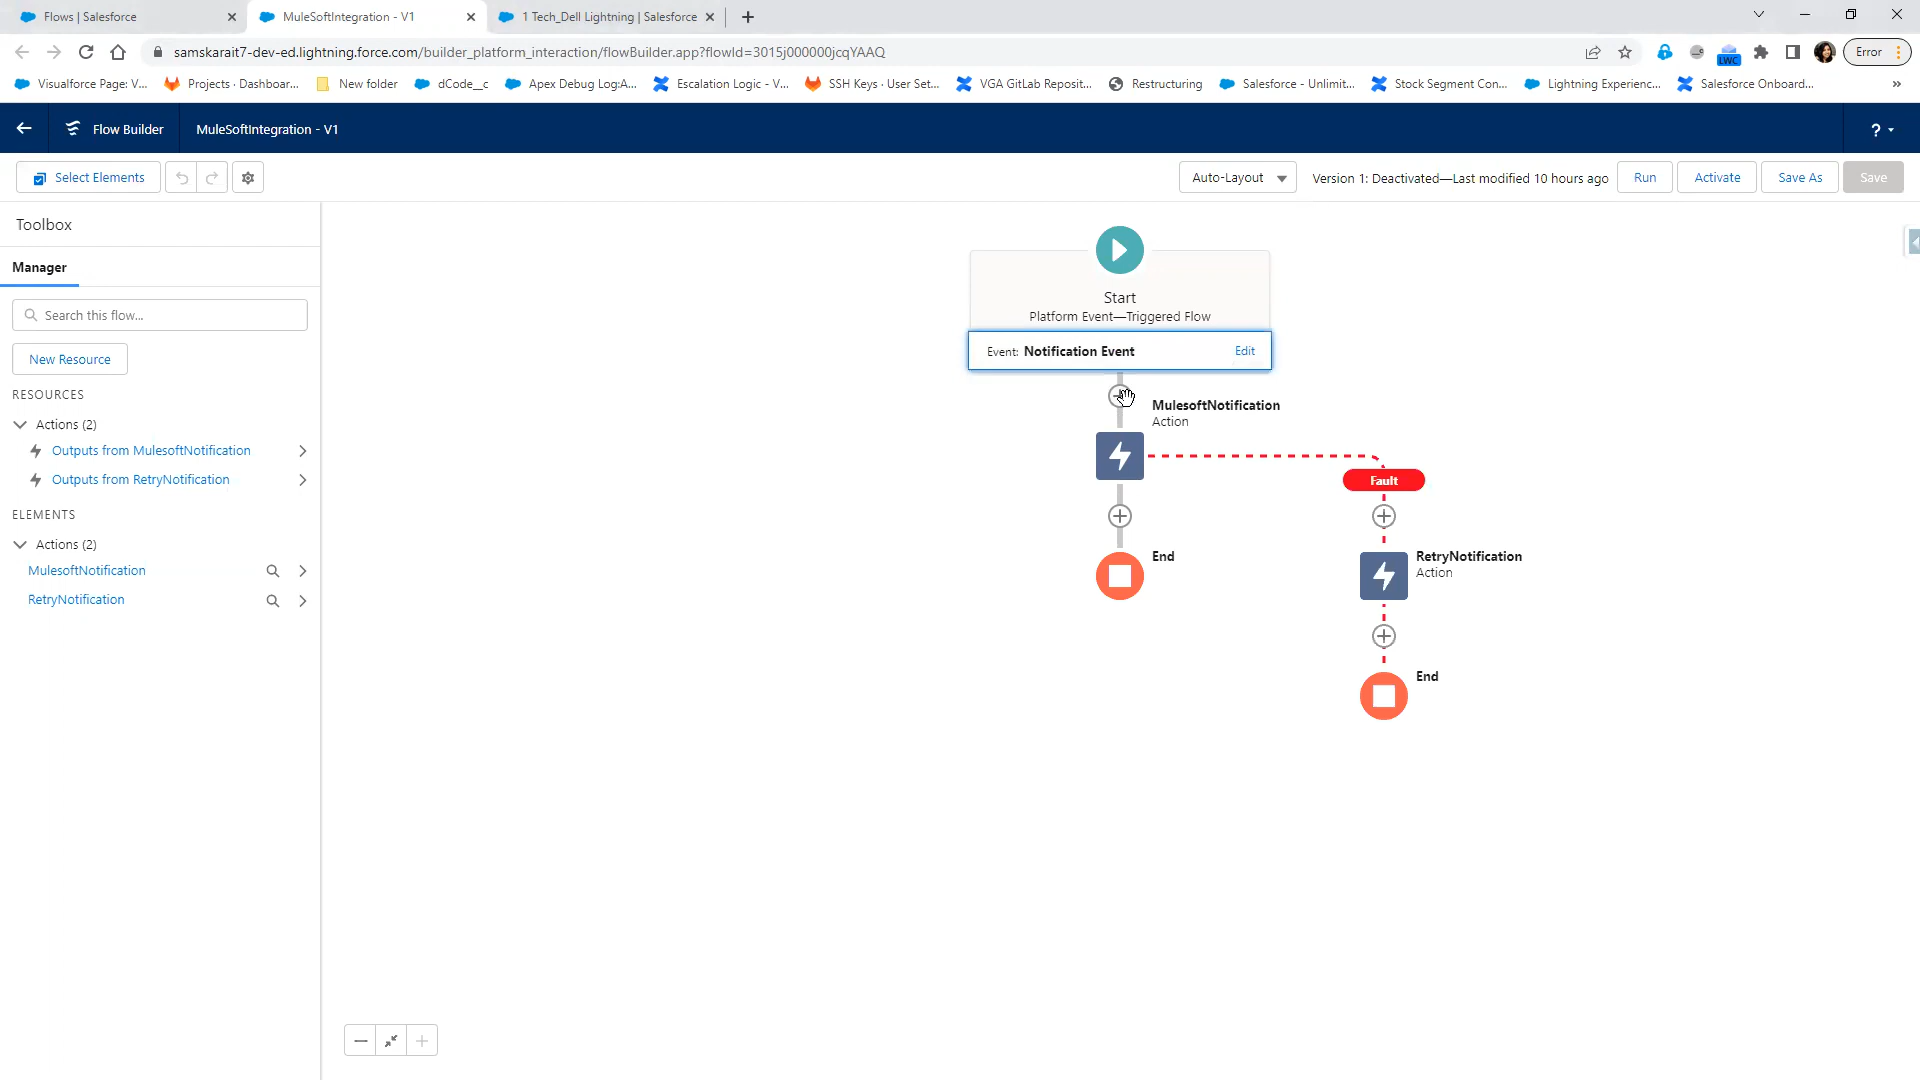 Flows | Salesforce
MuleSoftIntegration - V1
1 Tech_Dell Lightning | Salesforce
samskarait7-dev-ed.lightning.force.com/builder_platform_interaction/flowBuilder.app?flowId=3015j000000jcqYAAQ
LWC
Error
Visualforce Page: V...
Projects · Dashboar...
New folder
dCode__c
Apex Debug Log:A...
Escalation Logic - V...
SSH Keys · User Set...
VGA GitLab Reposit...
Restructuring
Salesforce - Unlimit...
Stock Segment Con...
Lightning Experienc...
Salesforce Onboard...
»
Flow Builder
MuleSoftIntegration - V1
?
Select Elements
Auto-Layout
Version 1: Deactivated—Last modified 10 hours ago
Run
Activate
Save As
Save
Toolbox
Manager
Search this flow...
New Resource
RESOURCES
Actions (2)
Outputs from MulesoftNotification
Outputs from RetryNotification
ELEMENTS
Actions (2)
MulesoftNotification
RetryNotification
Start
Platform Event—Triggered Flow
Event: Notification Event
Edit
MulesoftNotification
Action
Fault
End
RetryNotification
Action
End